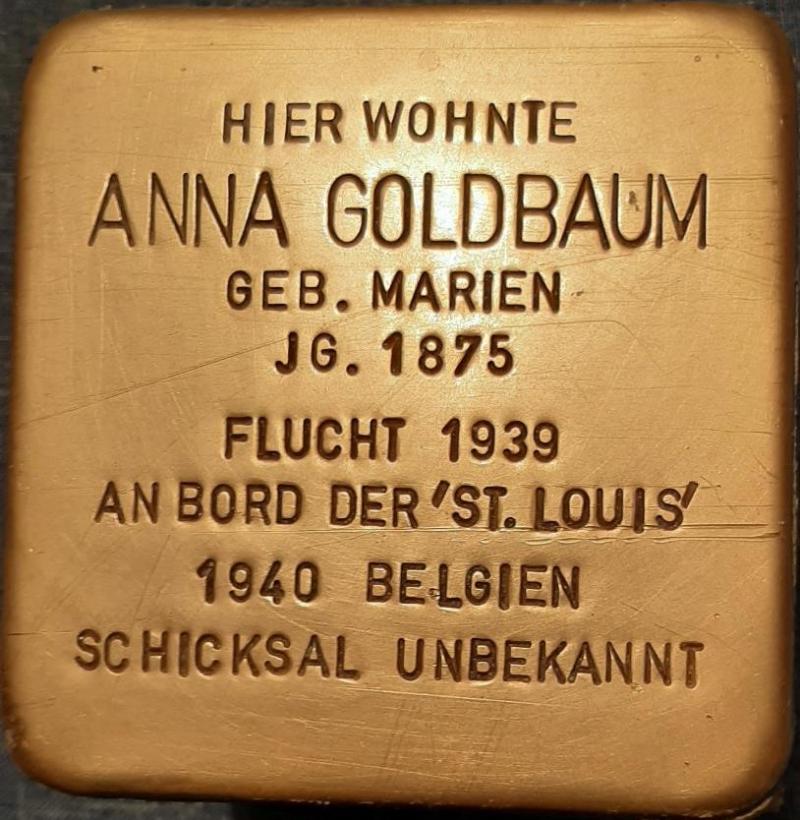 HIER WOHNTE
ANNA GOLDBAUM
GEB. MARIEN
JG. 1875
FLUCHT 1939
AN BORD DER 'ST. LOUIS'
1940 BELGIEN
SCHICKSAL UNBEKANNT